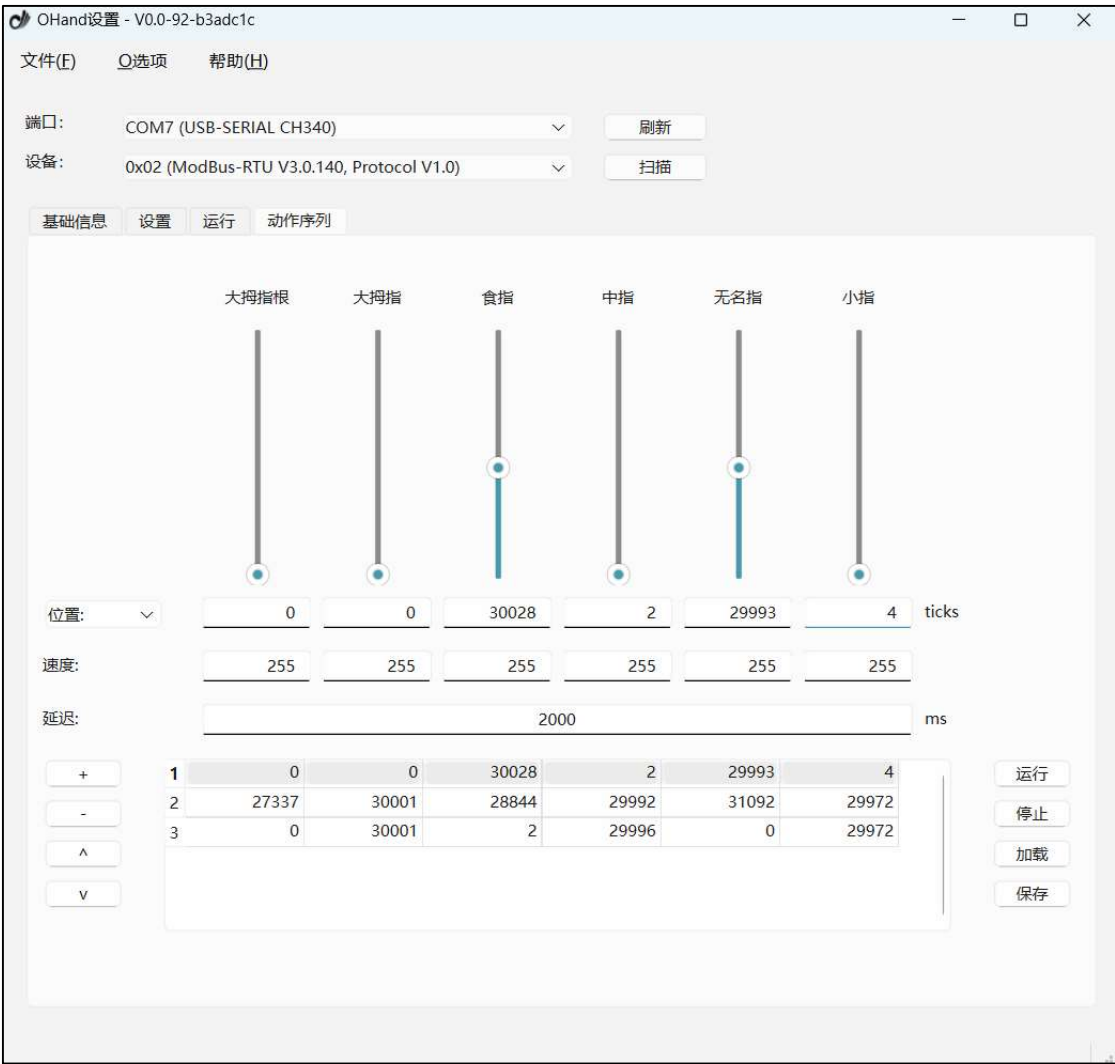 OHand设置 - V0.0-92-b3adc1c
文件(F) O选项 帮助(H)
端口: COM7 (USB-SERIAL CH340) 刷新
设备: 0x02 (ModBus-RTU V3.0.140, Protocol V1.0) 扫描
基础信息 设置 运行 动作序列
大拇指根 大拇指 食指 中指 无名指 小指
位置: 0 0 30028 2 29993 4 ticks
速度: 255 255 255 255 255 255
延迟: 2000 ms
+ 1 0 0 30028 2 29993 4 运行
- 2 27337 30001 28844 29992 31092 29972 停止
^ 3 0 30001 2 29996 0 29972 加载
v 保存